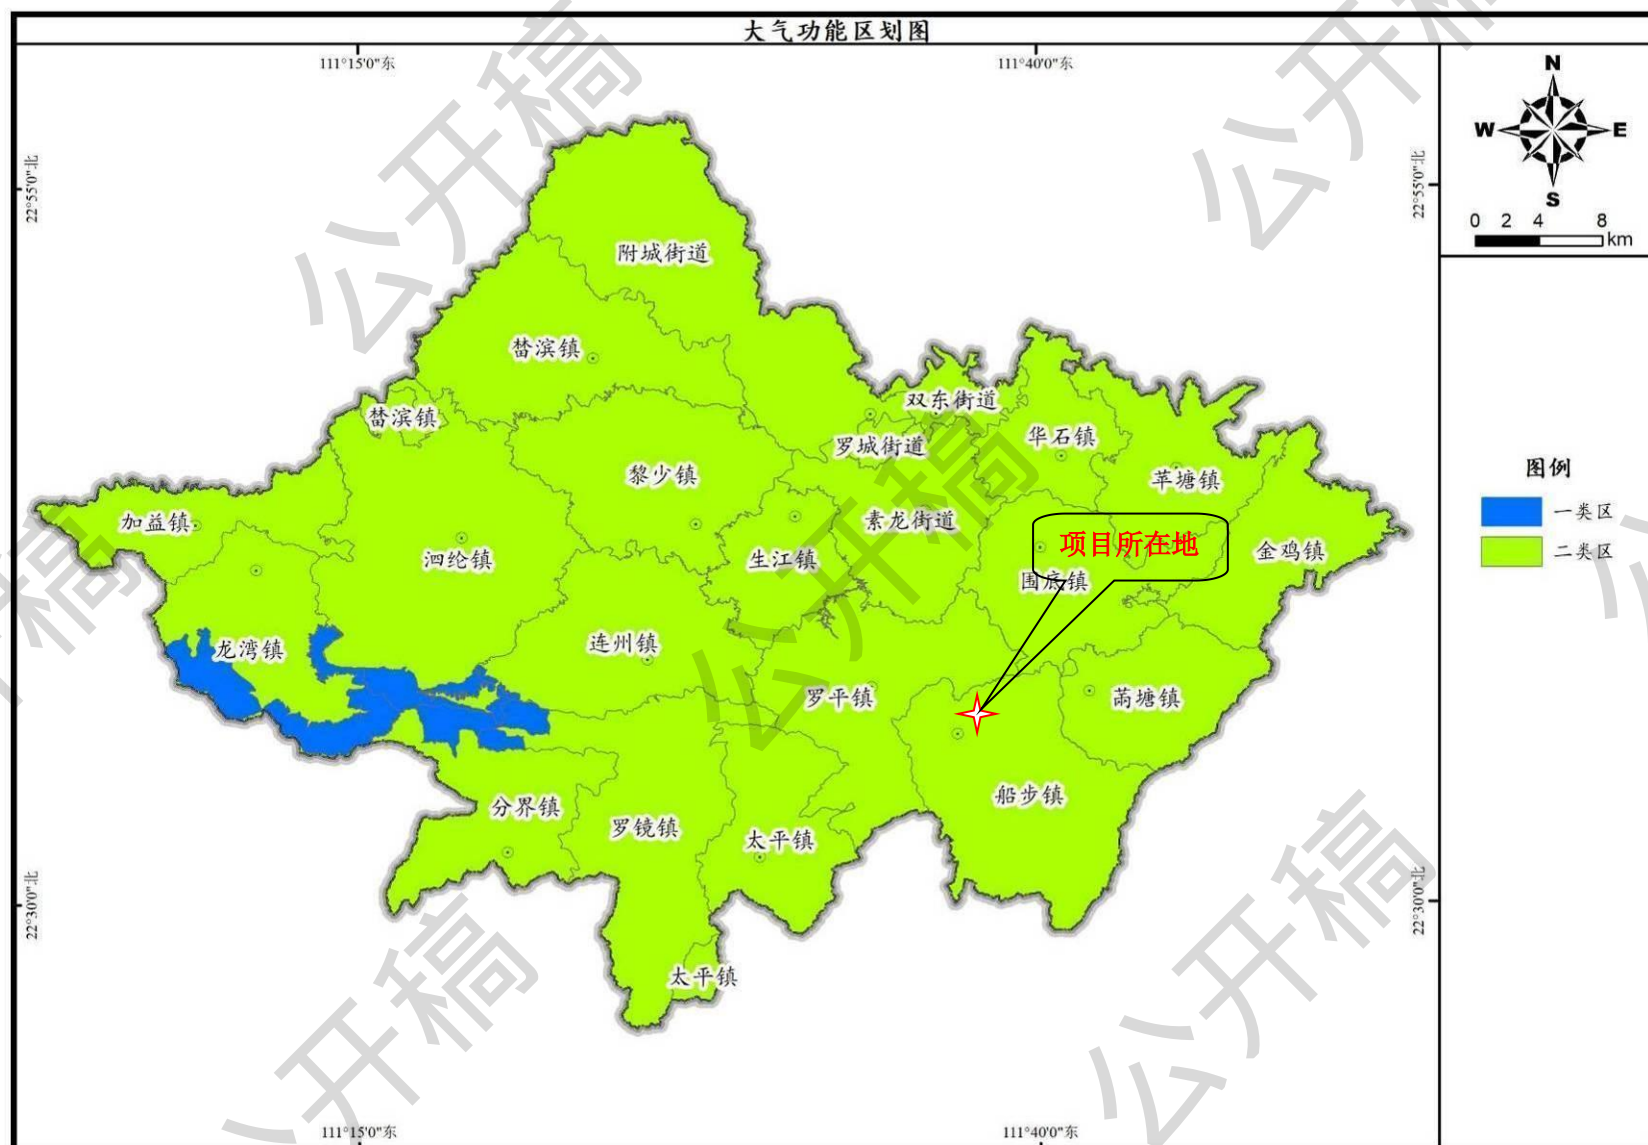 大气功能区划图
111°15'0"东
111°40'0"东
N
W
E
S
22°55'0"北
22°55'0"北
0 2 4 8
km
附城街道
榃滨镇
双东街道
榃滨镇
华石镇
罗城街道
黎少镇
苹塘镇
图例
一类区
加益镇
素龙街道
项目所在地
金鸡镇
二类区
泗纶镇
生江镇
围底镇
龙湾镇
连州镇
罗平镇
䓣塘镇
船步镇
分界镇
罗镜镇
太平镇
22°30'0"北
22°30'0"北
太平镇
111°15'0"东
111°40'0"东
公开稿
公开稿
公开稿
公开稿
公开稿
公开稿